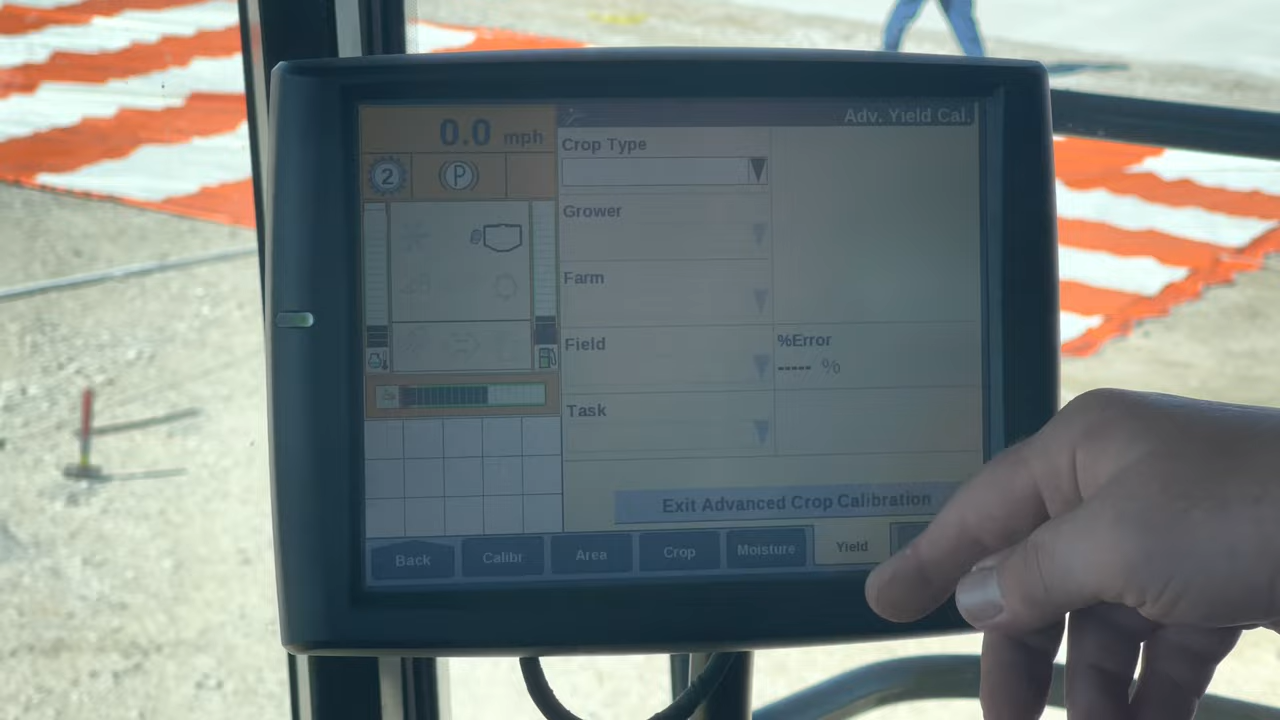 Adv. Yield Cal.
0.0 mph
2 P
Crop Type
Grower
Farm
Field
%Error
----- %
Task
Exit Advanced Crop Calibration
Back Calibr Area Crop Moisture Yield